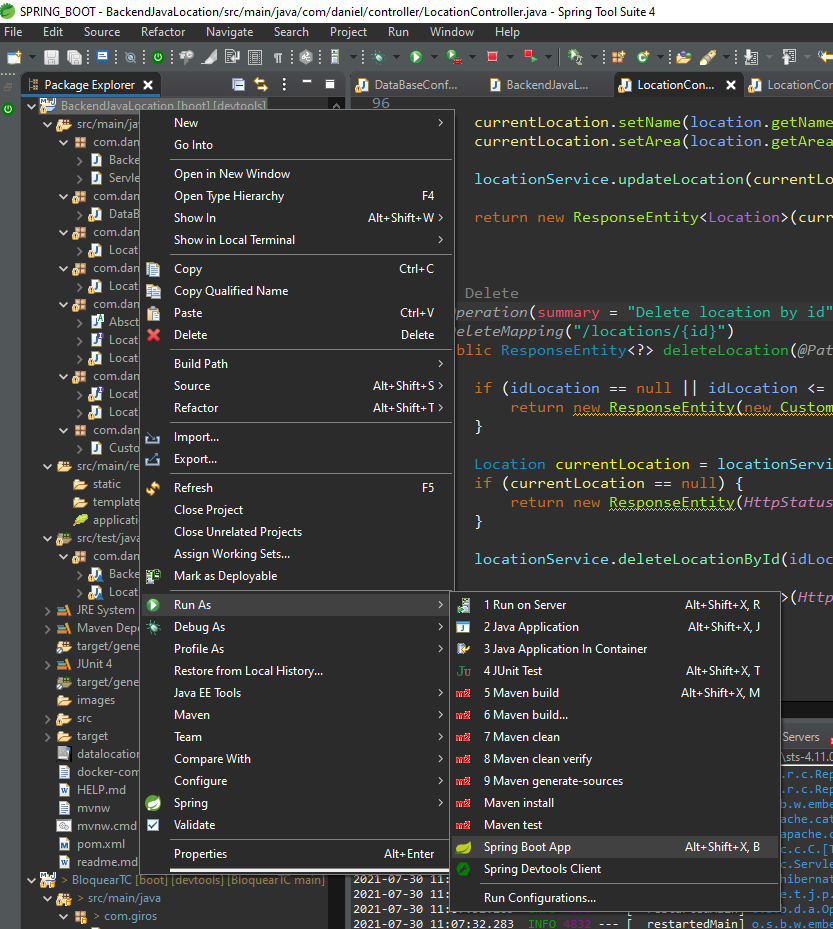 SPRING_BOOT - BackendJavaLocation/src/main/java/com/daniel/controller/LocationController.java - Spring Tool Suite 4
File Edit Source Refactor Navigate Search Project Run Window Help
Package Explorer
DataBaseConf...
BackendJavaL...
LocationCon...
LocationCont
BackendJavaLocation [boot] [devtools]
src/main/ja
com.dan
Backe
Servle
com.dan
DataB
com.dan
Locat
com.dan
Locat
com.dan
Absct
Locat
Locat
com.dan
Locat
Locat
com.dan
Custo
src/main/re
static
template
applicati
src/test/java
com.dan
Backe
Locat
JRE System
Maven Depe
target/gene
JUnit 4
target/gene
images
src
target
datalocation
docker-com
HELP.md
mvnw
mvnw.cmd
pom.xml
readme.md
> BloquearTC [boot] [devtools] [BloquearTC main]
> src/main/java
> com.giros
New
Go Into
Open in New Window
Open Type Hierarchy F4
Show In Alt+Shift+W
Show in Local Terminal
Copy Ctrl+C
Copy Qualified Name
Paste Ctrl+V
Delete Delete
Build Path
Source Alt+Shift+S
Refactor Alt+Shift+T
Import...
Export...
Refresh F5
Close Project
Close Unrelated Projects
Assign Working Sets...
Mark as Deployable
Run As
Debug As
Profile As
Restore from Local History...
Java EE Tools
Maven
Team
Compare With
Configure
Spring
Validate
Properties Alt+Enter
1 Run on Server Alt+Shift+X, R
2 Java Application Alt+Shift+X, J
3 Java Application In Container
4 JUnit Test Alt+Shift+X, T
5 Maven build Alt+Shift+X, M
6 Maven build...
7 Maven clean
8 Maven clean verify
9 Maven generate-sources
Maven install
Maven test
Spring Boot App Alt+Shift+X, B
Spring Devtools Client
Run Configurations...
96
currentLocation.setName(location.getName
currentLocation.setArea(location.getArea
locationService.updateLocation(currentLo
return new ResponseEntity<Location>(curr
Delete
peration(summary = "Delete location by id"
eleteMapping("/locations/{id}")
blic ResponseEntity<?> deleteLocation(@Pat
if (idLocation == null || idLocation <=
return new ResponseEntity(new Custom
}
Location currentLocation = locationServi
if (currentLocation == null) {
return new ResponseEntity(HttpStatus
}
locationService.deleteLocationById(idLoc
>(Http
Servers
\sts-4.11.0
.r.c.Rep
.r.c.Rep
.b.w.embe
pache.cat
apache.c
.c.c.C.[T
c.Servle
hibernat
e.t.j.p.
2021-07-30 11:
2021-07-30 11:
.b.d.a.Op
2021-07-30 11:07:32.283 INFO 4832 --- [ restartedMain] o.s.b.w.embe